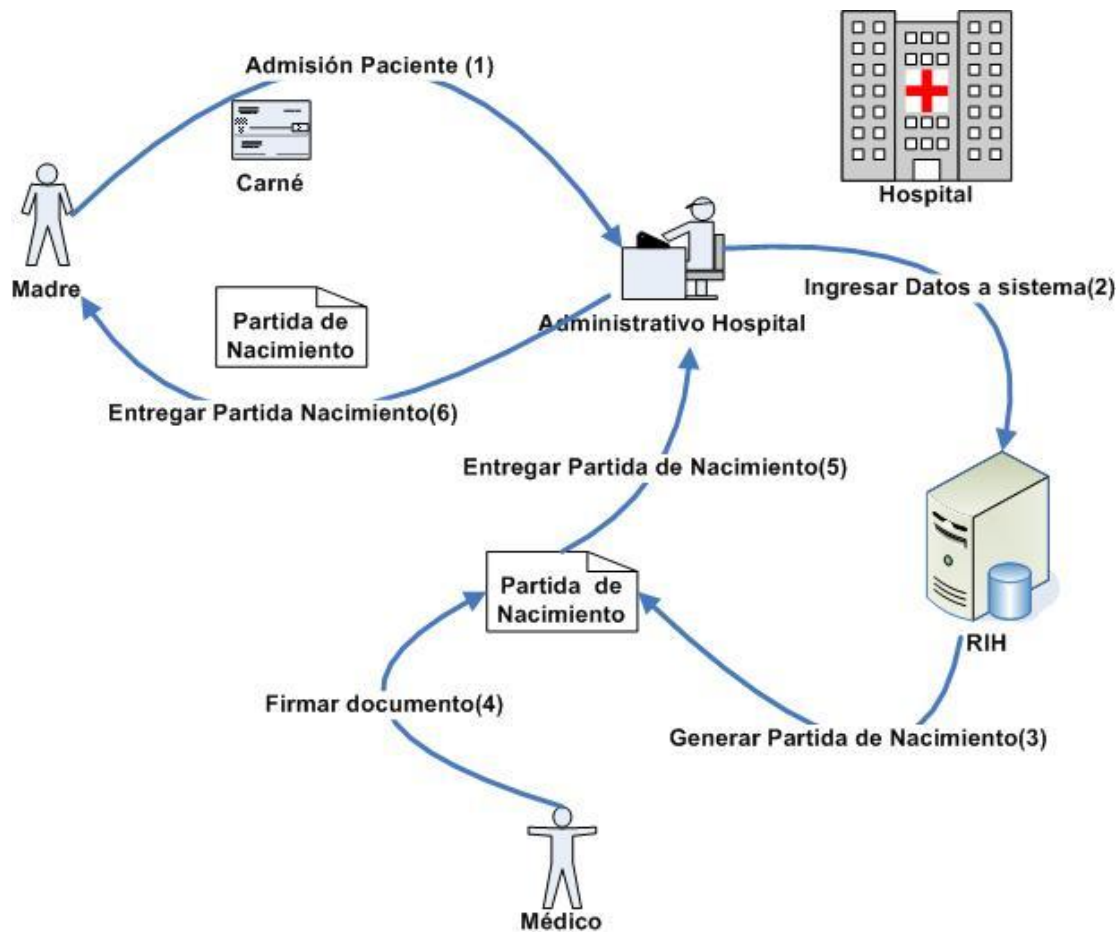 Admisión Paciente (1)
Carné
Hospital
Madre
Partida de
Nacimiento
Administrativo Hospital
Ingresar Datos a sistema(2)
Entregar Partida Nacimiento(6)
Entregar Partida de Nacimiento(5)
Partida de
Nacimiento
RIH
Firmar documento(4)
Generar Partida de Nacimiento(3)
Médico